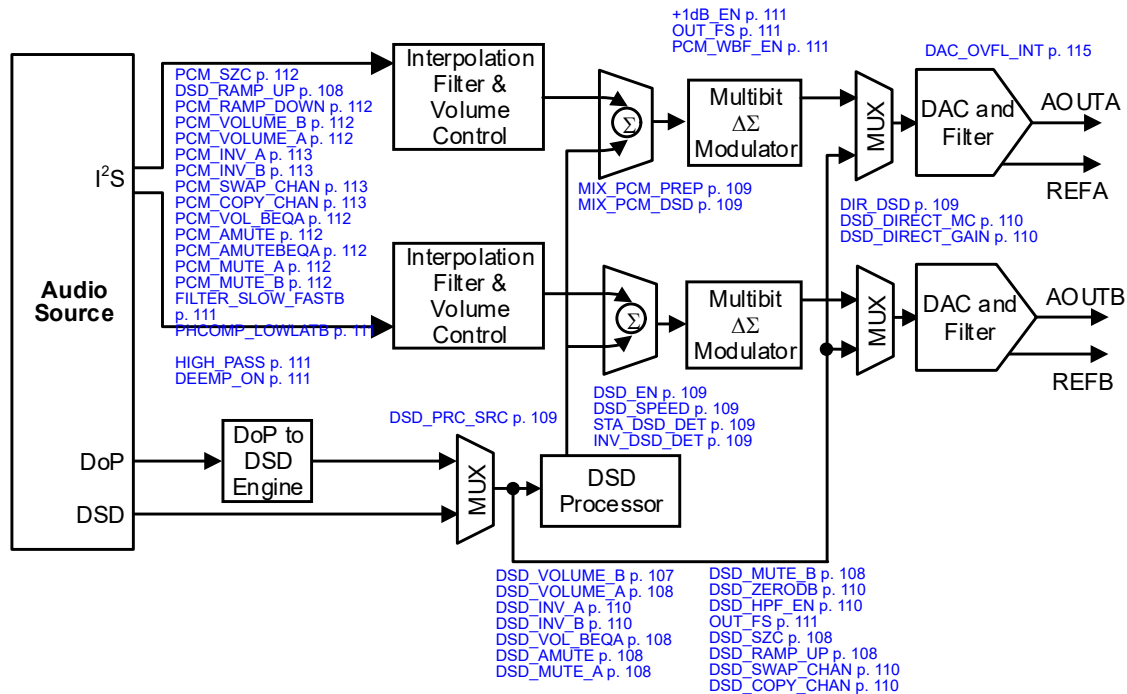 +1dB_EN p. 111
OUT_FS p. 111
PCM_WBF_EN p. 111
DAC_OVFL_INT p. 115
Audio
Source
I²S
DoP
DSD
PCM_SZC p. 112
DSD_RAMP_UP p. 108
PCM_RAMP_DOWN p. 112
PCM_VOLUME_B p. 112
PCM_VOLUME_A p. 112
PCM_INV_A p. 113
PCM_INV_B p. 113
PCM_SWAP_CHAN p. 113
PCM_COPY_CHAN p. 113
PCM_VOL_BEQA p. 112
PCM_AMUTE p. 112
PCM_AMUTEBEQA p. 112
PCM_MUTE_A p. 112
PCM_MUTE_B p. 112
FILTER_SLOW_FASTB
p. 111
PHCOMP_LOWLATB p. 111
HIGH_PASS p. 111
DEEMP_ON p. 111
Interpolation
Filter &
Volume
Control
Σ
Multibit
ΔΣ
Modulator
MUX
DAC and
Filter
AOUTA
REFA
MIX_PCM_PREP p. 109
MIX_PCM_DSD p. 109
DIR_DSD p. 109
DSD_DIRECT_MC p. 110
DSD_DIRECT_GAIN p. 110
Interpolation
Filter &
Volume
Control
Σ
Multibit
ΔΣ
Modulator
MUX
DAC and
Filter
AOUTB
REFB
DSD_EN p. 109
DSD_SPEED p. 109
STA_DSD_DET p. 109
INV_DSD_DET p. 109
DSD_PRC_SRC p. 109
DoP to
DSD
Engine
MUX
DSD
Processor
DSD_VOLUME_B p. 107
DSD_VOLUME_A p. 108
DSD_INV_A p. 110
DSD_INV_B p. 110
DSD_VOL_BEQA p. 108
DSD_AMUTE p. 108
DSD_MUTE_A p. 108
DSD_MUTE_B p. 108
DSD_ZERODB p. 110
DSD_HPF_EN p. 110
OUT_FS p. 111
DSD_SZC p. 108
DSD_RAMP_UP p. 108
DSD_SWAP_CHAN p. 110
DSD_COPY_CHAN p. 110